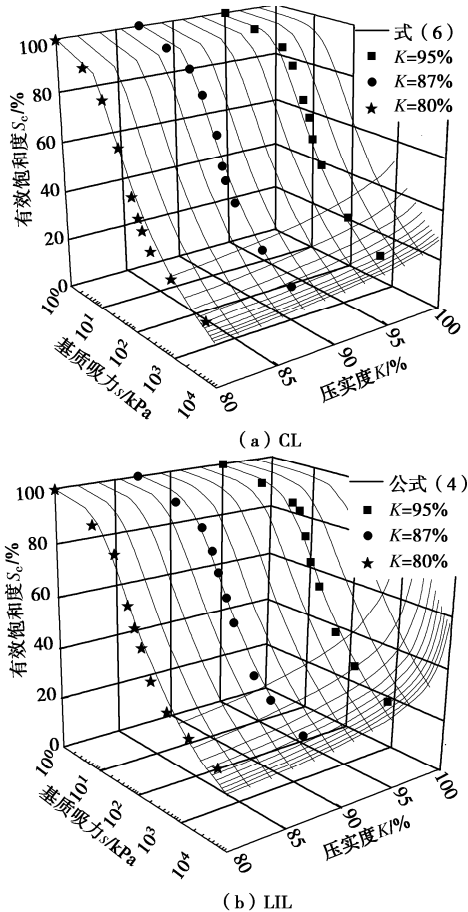 式（6）
K=95%
K=87%
K=80%
有效饱和度Sₑ/%
100
80
60
40
20
0
10⁰
10¹
10²
10³
10⁴
基质吸力s/kPa
80
85
90
95
100
压实度K/%
（a）CL
公式（4）
K=95%
K=87%
K=80%
有效饱和度Sₑ/%
100
80
60
40
20
0
10⁰
10¹
10²
10³
10⁴
基质吸力s/kPa
80
85
90
95
100
压实度K/%
（b）LIL